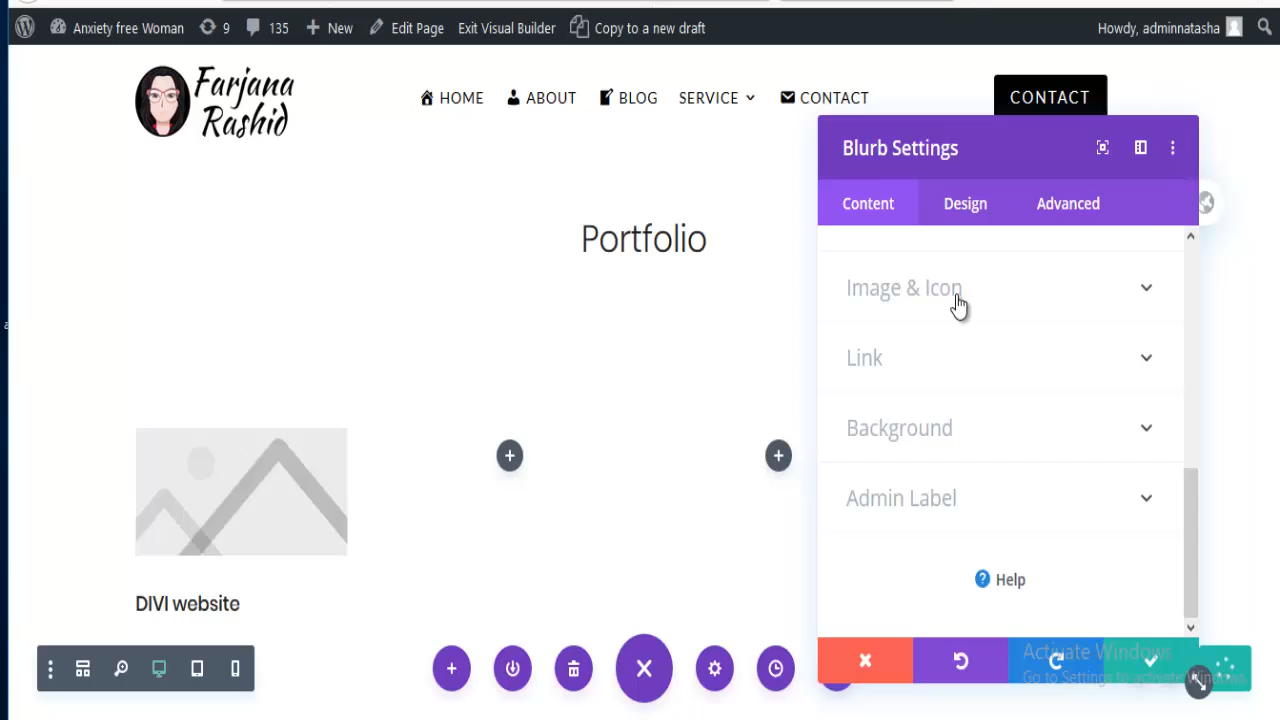 Anxiety free Woman 9 135 New Edit Page Exit Visual Builder Copy to a new draft Howdy, adminnatasha
Farjana
Rashid
HOME ABOUT BLOG SERVICE CONTACT CONTACT
Blurb Settings
Content Design Advanced
Portfolio
Image & Icon
Link
Background
Admin Label
Help
DIVI website
Activate Windows
Go to Settings to activate Windows.